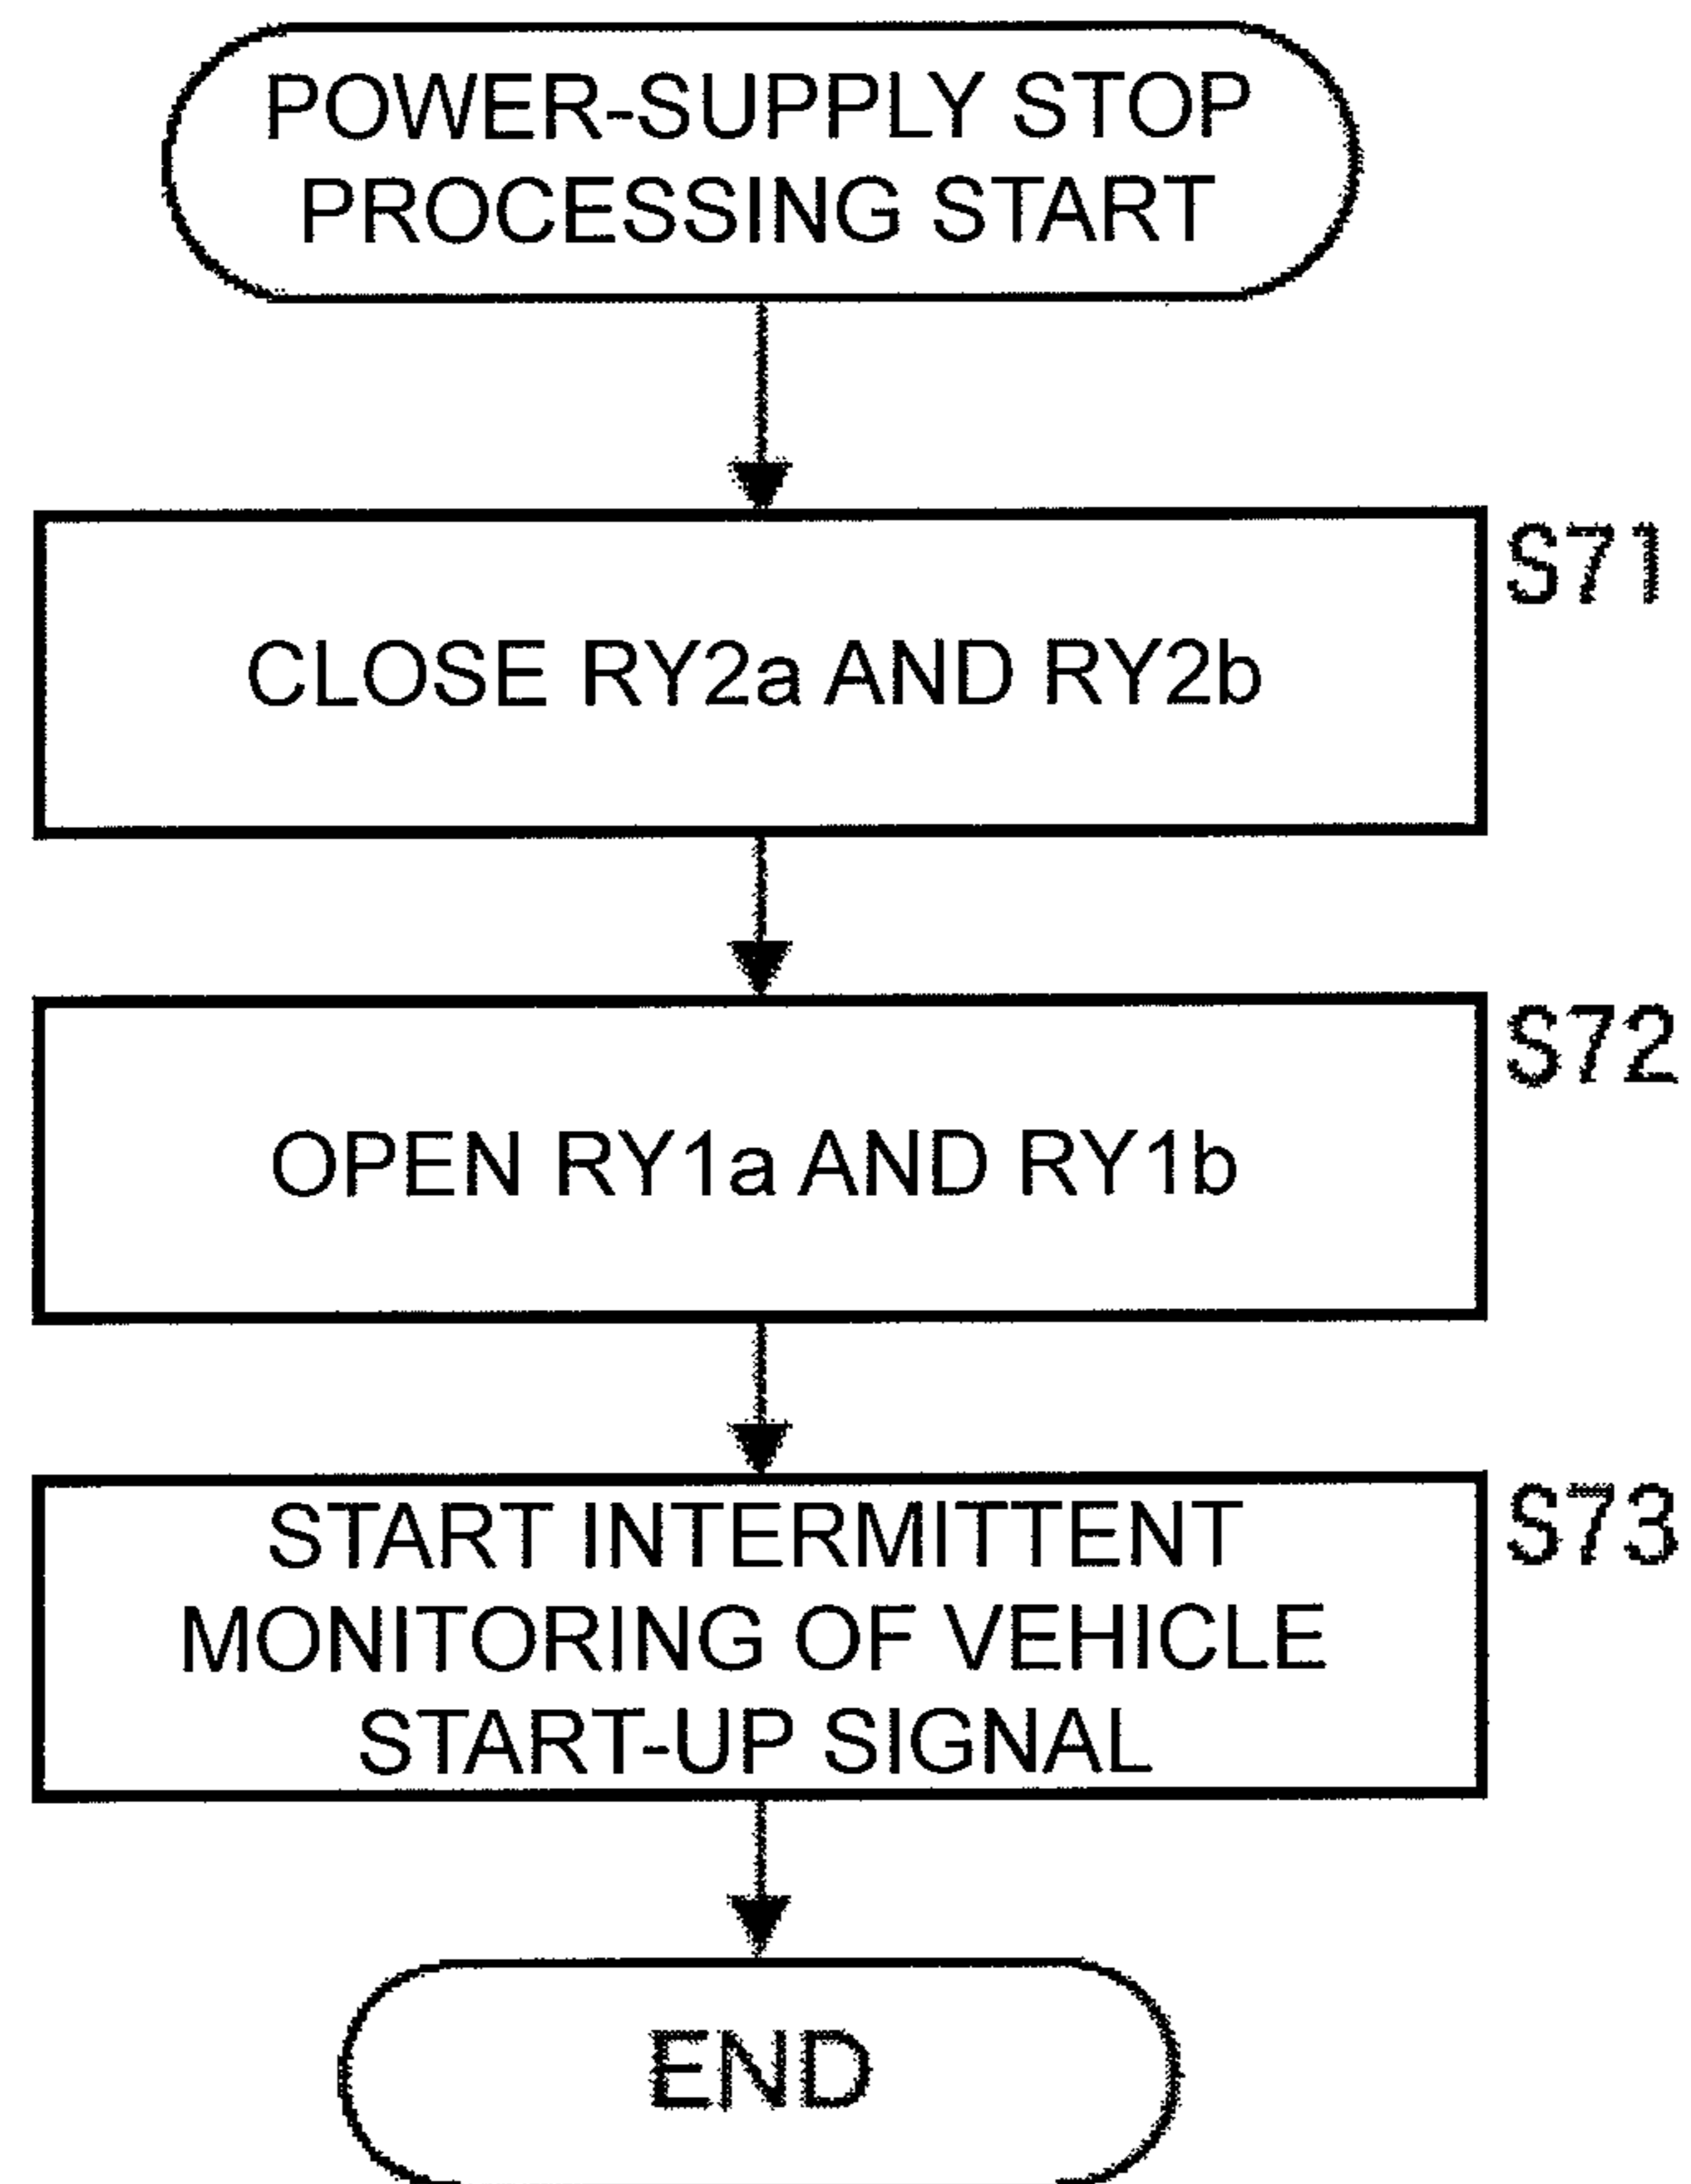 POWER-SUPPLY STOP
PROCESSING START
S71
CLOSE RY2a AND RY2b
S72
OPEN RY1a AND RY1b
S73
START INTERMITTENT
MONITORING OF VEHICLE
START-UP SIGNAL
END